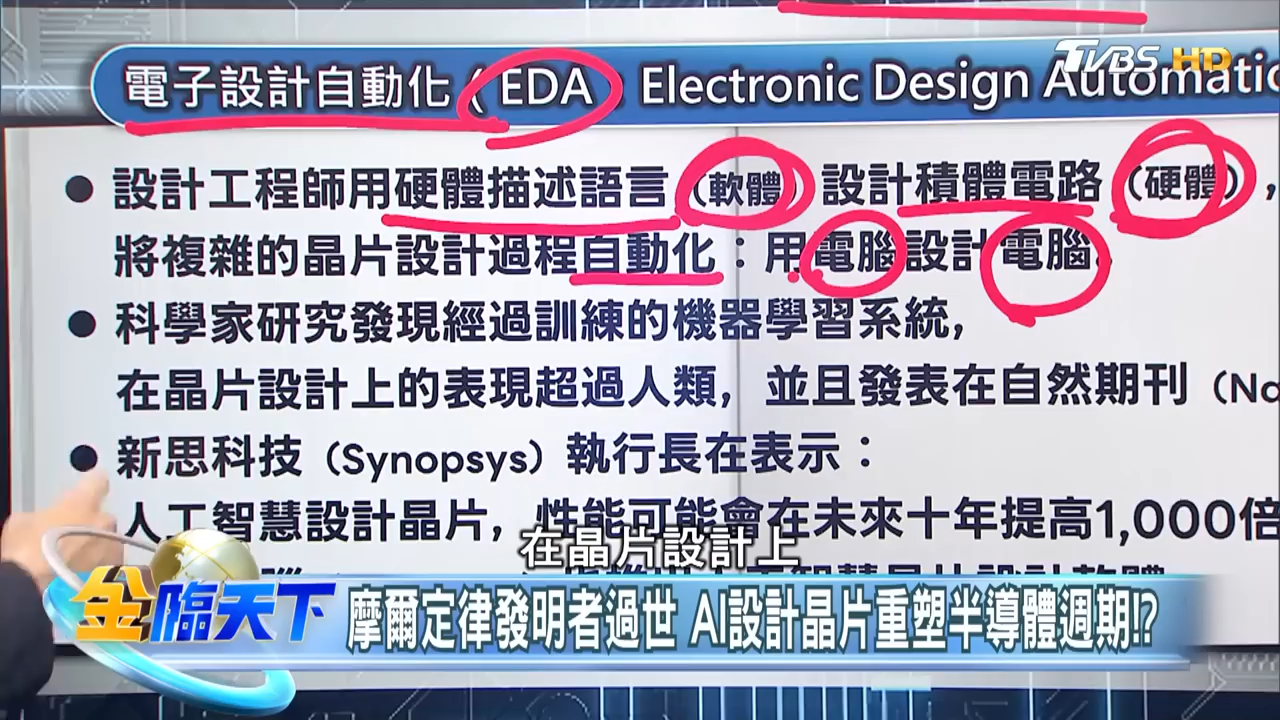 TVBS HD
電子設計自動化（EDA：Electronic Design Automatic
● 設計工程師用硬體描述語言（軟體）設計積體電路（硬體），
將複雜的晶片設計過程自動化：用電腦設計電腦。
● 科學家研究發現經過訓練的機器學習系統，
在晶片設計上的表現超過人類，並且發表在自然期刊（Na
● 新思科技（Synopsys）執行長在表示：
人工智慧設計晶片，性能可能會在未來十年提高1,000倍
在晶片設計上
金臨天下
摩爾定律發明者過世 AI設計晶片重塑半導體週期!?